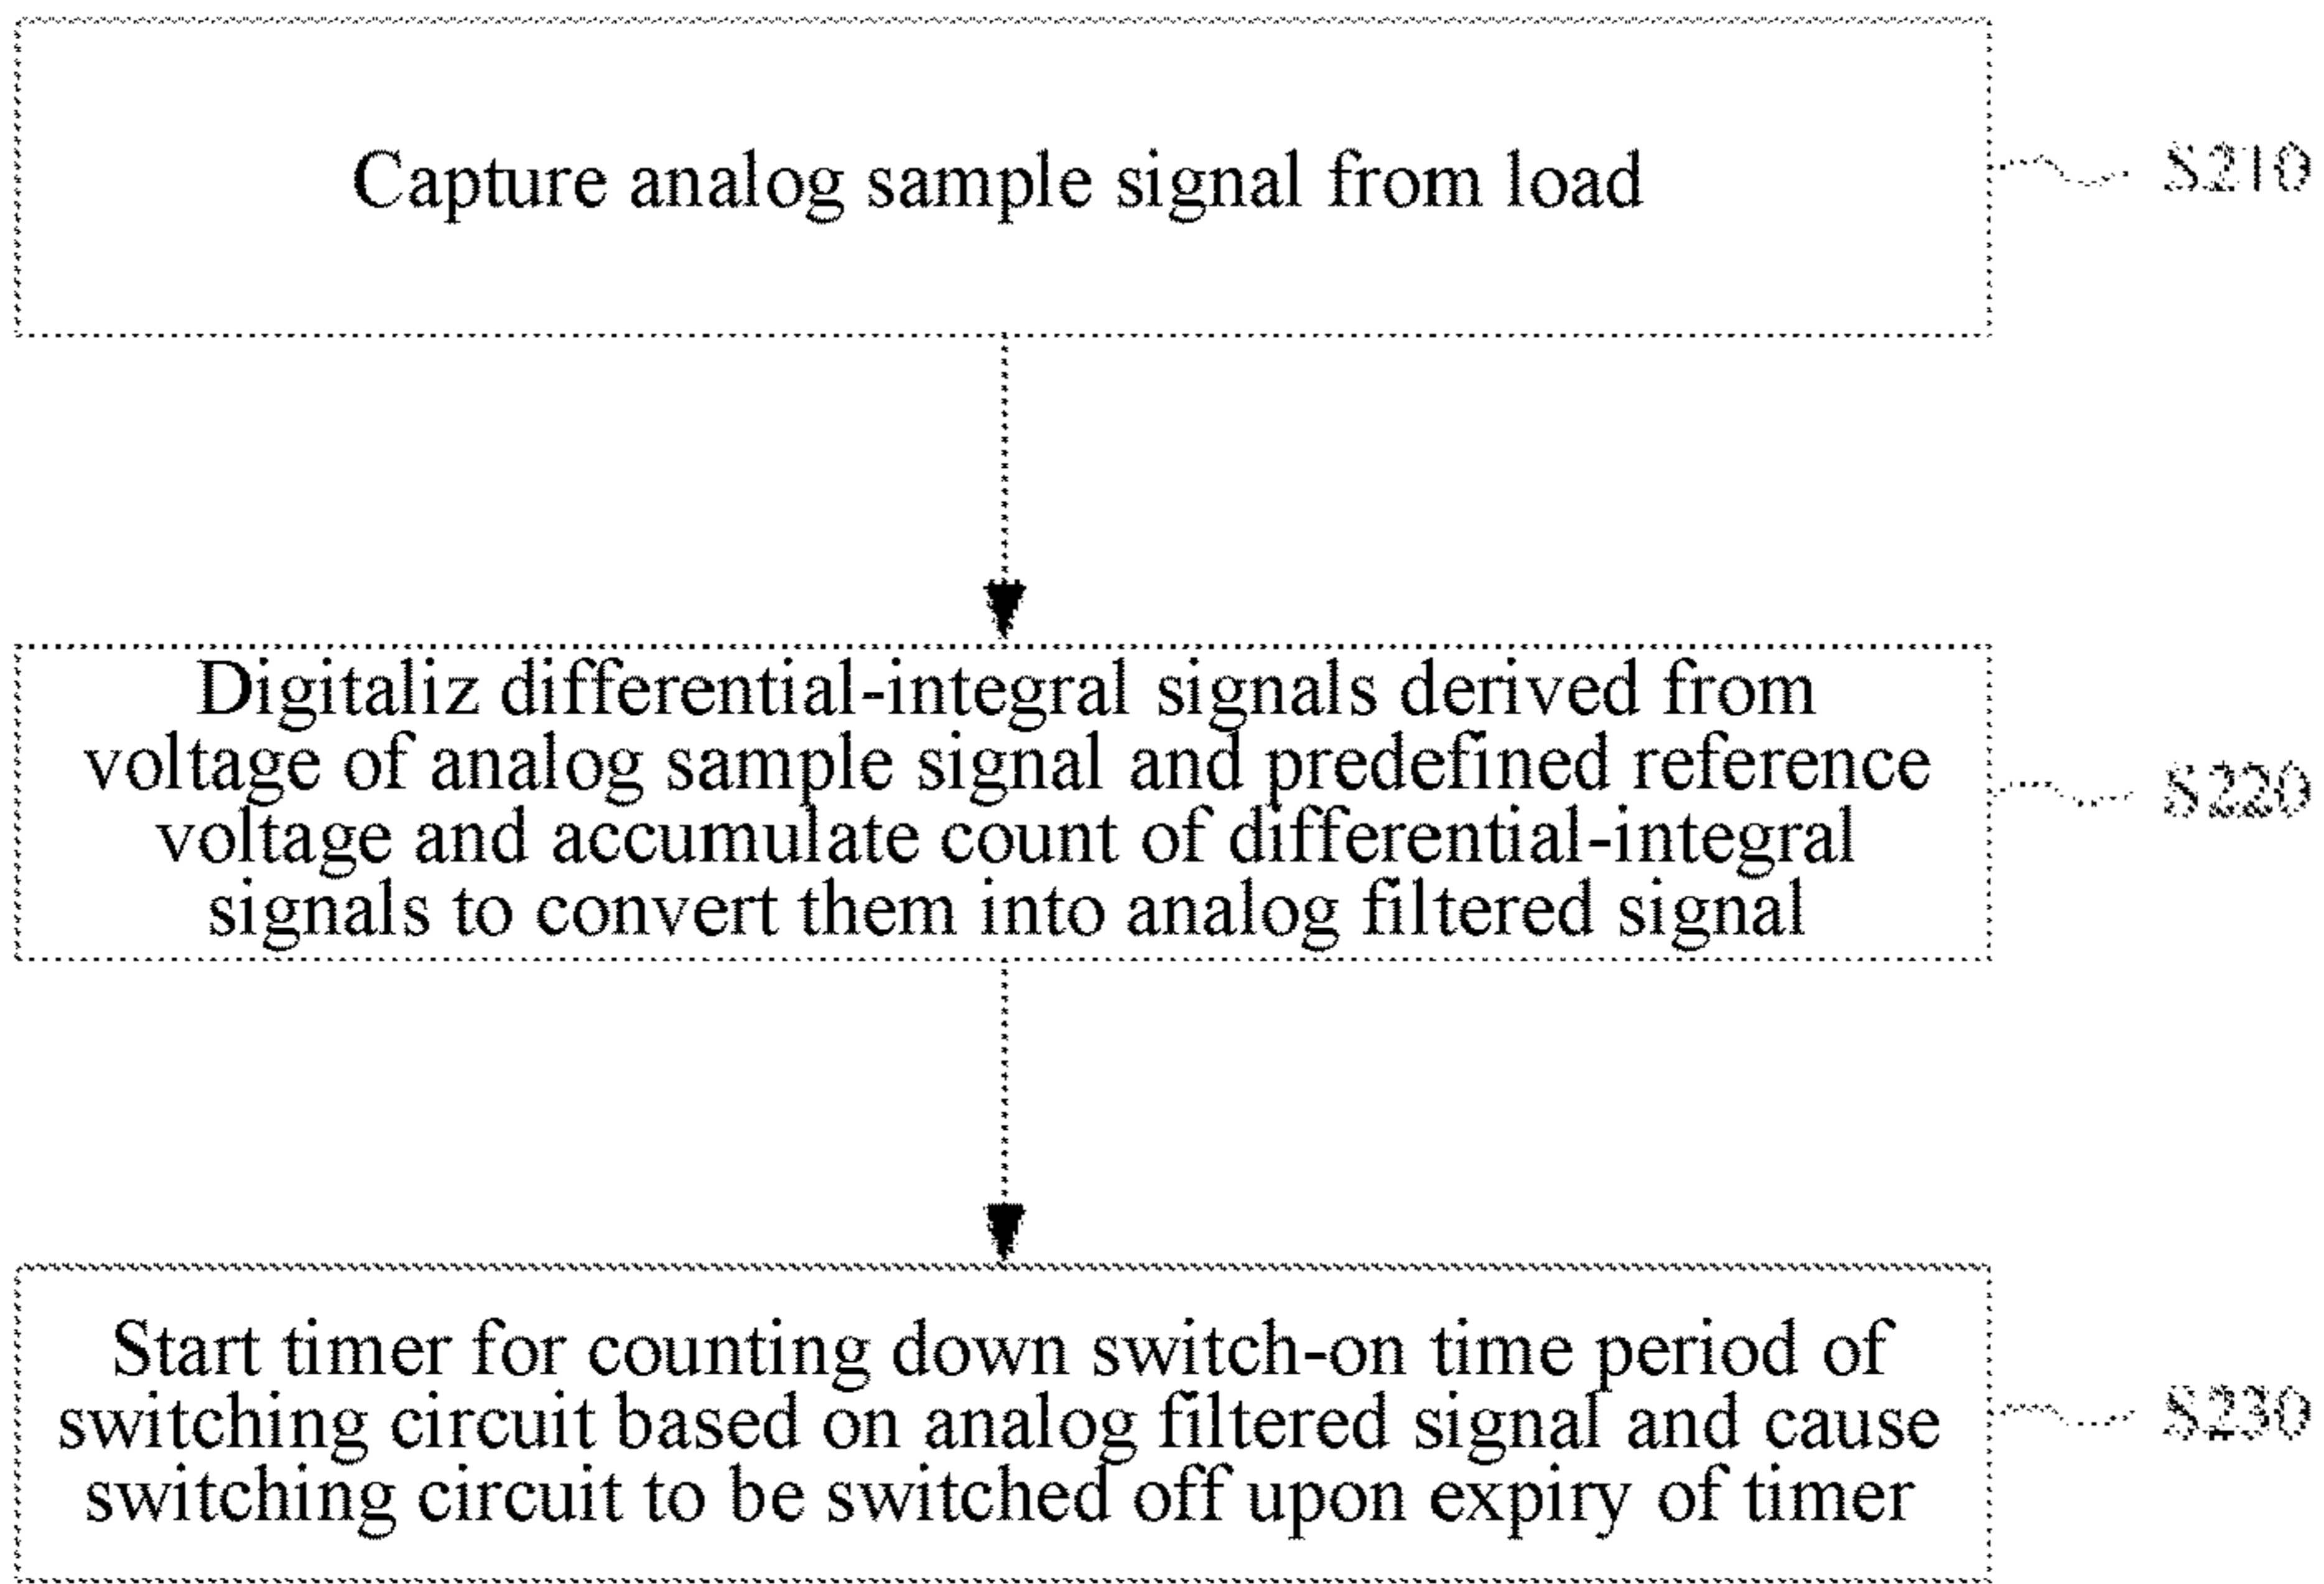 Capture analog sample signal from load
S210
Digitaliz differential-integral signals derived from
voltage of analog sample signal and predefined reference
voltage and accumulate count of differential-integral
signals to convert them into analog filtered signal
S220
Start timer for counting down switch-on time period of
switching circuit based on analog filtered signal and cause
switching circuit to be switched off upon expiry of timer
S230